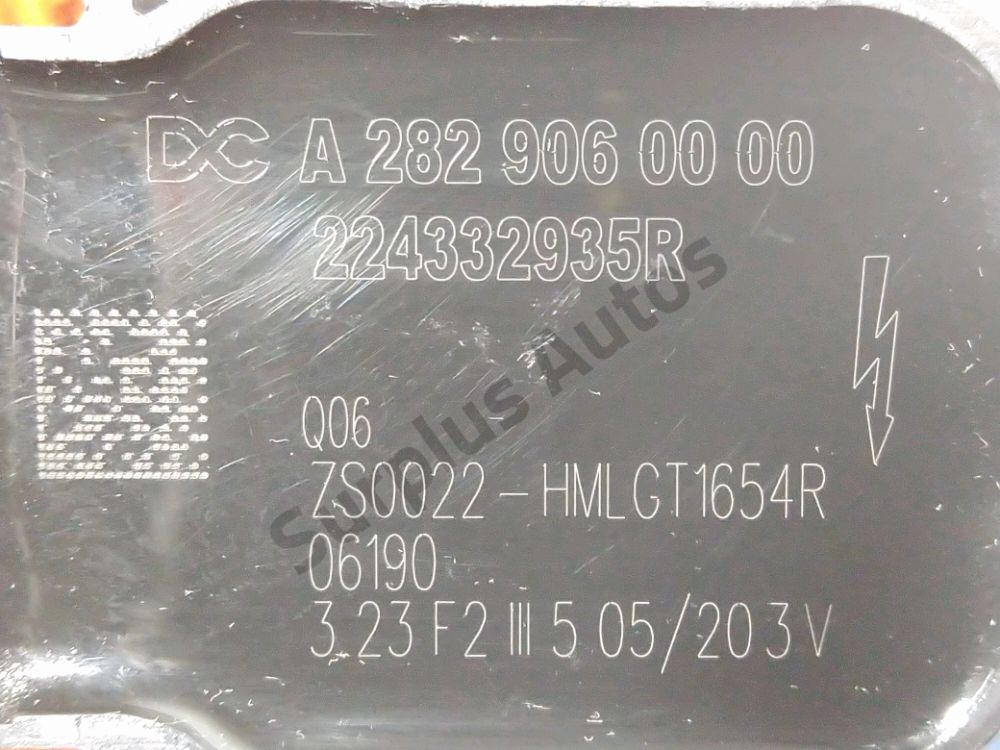 DC A 282 906 00 00
224332935R
Q06
ZS0022-HMLGT1654R
06190
3.23 F2 III 5 05/20 3V
Surplus Autos